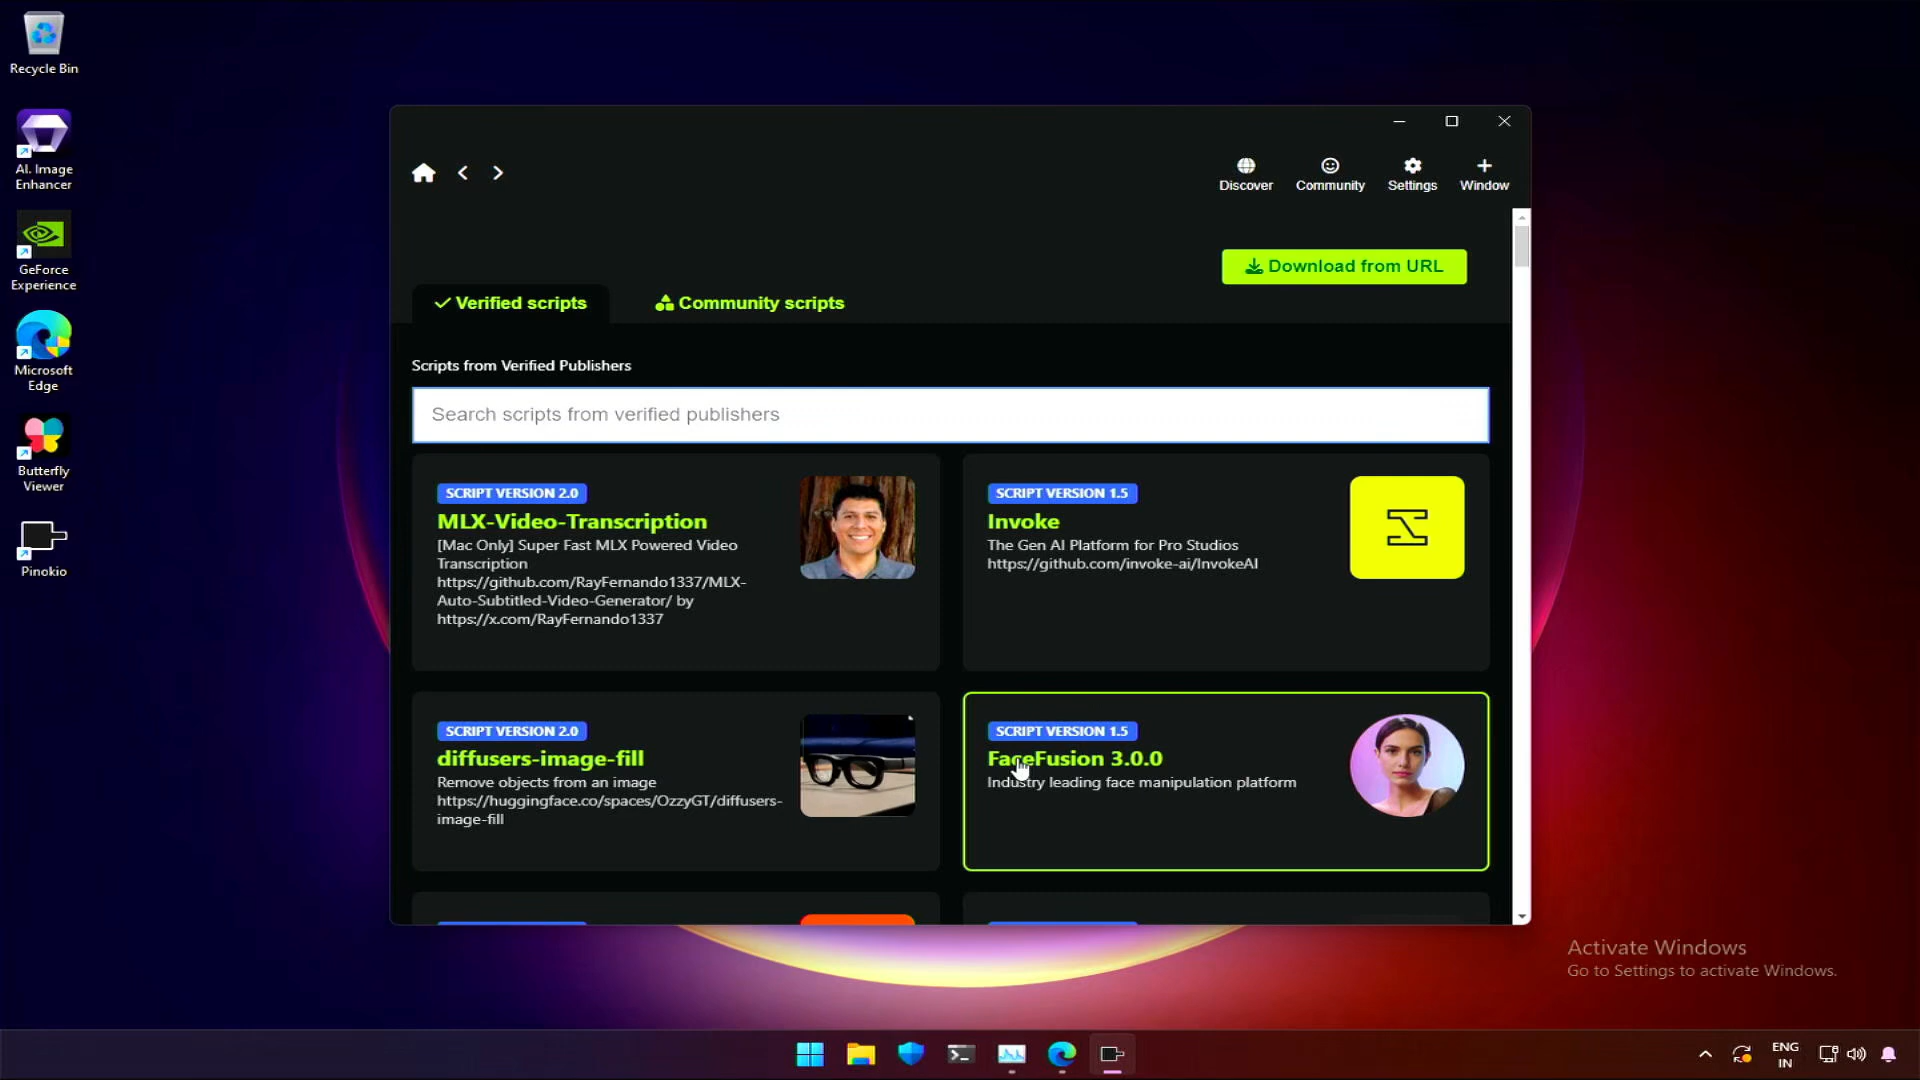 Recycle Bin
AI. Image
Enhancer
GeForce
Experience
Microsoft
Edge
Butterfly
Viewer
Pinokio
Discover
Community
Settings
Window
Download from URL
Verified scripts
Community scripts
Scripts from Verified Publishers
Search scripts from verified publishers
SCRIPT VERSION 2.0
MLX-Video-Transcription
[Mac Only] Super Fast MLX Powered Video
Transcription
https://github.com/RayFernando1337/MLX-
Auto-Subtitled-Video-Generator/ by
https://x.com/RayFernando1337
SCRIPT VERSION 1.5
Invoke
The Gen AI Platform for Pro Studios
https://github.com/invoke-ai/InvokeAI
SCRIPT VERSION 2.0
diffusers-image-fill
Remove objects from an image
https://huggingface.co/spaces/OzzyGT/diffusers-
image-fill
SCRIPT VERSION 1.5
FaceFusion 3.0.0
Industry leading face manipulation platform
Activate Windows
Go to Settings to activate Windows.
ENG
IN